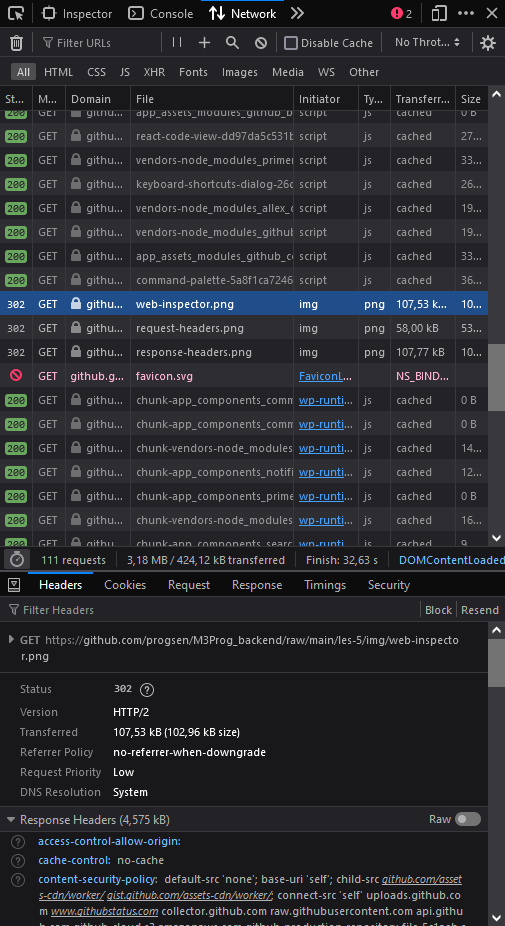 Inspector Console Network 2
Filter URLs Disable Cache No Throt...
All HTML CSS JS XHR Fonts Images Media WS Other
St... M... Domain File Initiator Ty... Transferr... Size
200 GET githu... app_assets_modules_github_b script js cached 0 B
200 GET githu... react-code-view-dd97da5c531b script js cached 27...
200 GET githu... vendors-node_modules_primer script js cached 33...
200 GET githu... keyboard-shortcuts-dialog-26c script js cached 26...
200 GET githu... vendors-node_modules_allex_c script js cached 19...
200 GET githu... vendors-node_modules_github script js cached 33...
200 GET githu... app_assets_modules_github_c script js cached 33...
200 GET githu... command-palette-5a8f1ca7246 script js cached 36...
302 GET githu... web-inspector.png img png 107,53 k... 10...
302 GET githu... request-headers.png img png 58,00 kB 53...
302 GET githu... response-headers.png img png 107,77 kB 10...
GET github.g... favicon.svg FaviconL... NS_BIND...
200 GET githu... chunk-app_components_comm wp-runti... js cached 0 B
200 GET githu... chunk-app_components_comm wp-runti... js cached 0 B
200 GET githu... chunk-vendors-node_modules wp-runti... js cached 14...
200 GET githu... chunk-app_components_notifi wp-runti... js cached 12...
200 GET githu... chunk-app_components_prime wp-runti... js cached 0 B
200 GET githu... chunk-vendors-node_modules wp-runti... js cached 16...
200 GET githu... chunk-app_components_searc wp-runti... js cached 9...
111 requests 3,18 MB / 424,12 kB transferred Finish: 32,63 s DOMContentLoaded
Headers Cookies Request Response Timings Security
Filter Headers Block Resend
GET https://github.com/progsen/M3Prog_backend/raw/main/les-5/img/web-inspecto
r.png
Status 302 ?
Version HTTP/2
Transferred 107,53 kB (102,96 kB size)
Referrer Policy no-referrer-when-downgrade
Request Priority Low
DNS Resolution System
Response Headers (4,575 kB) Raw
? access-control-allow-origin:
? cache-control: no-cache
? content-security-policy: default-src 'none'; base-uri 'self'; child-src github.com/asset
s-cdn/worker/ gist.github.com/assets-cdn/worker/; connect-src 'self' uploads.github.co
m www.githubstatus.com collector.github.com raw.githubusercontent.com api.githu
b.com github-cloud.s3.amazonaws.com github-production-repository-file-5c1aeb.s